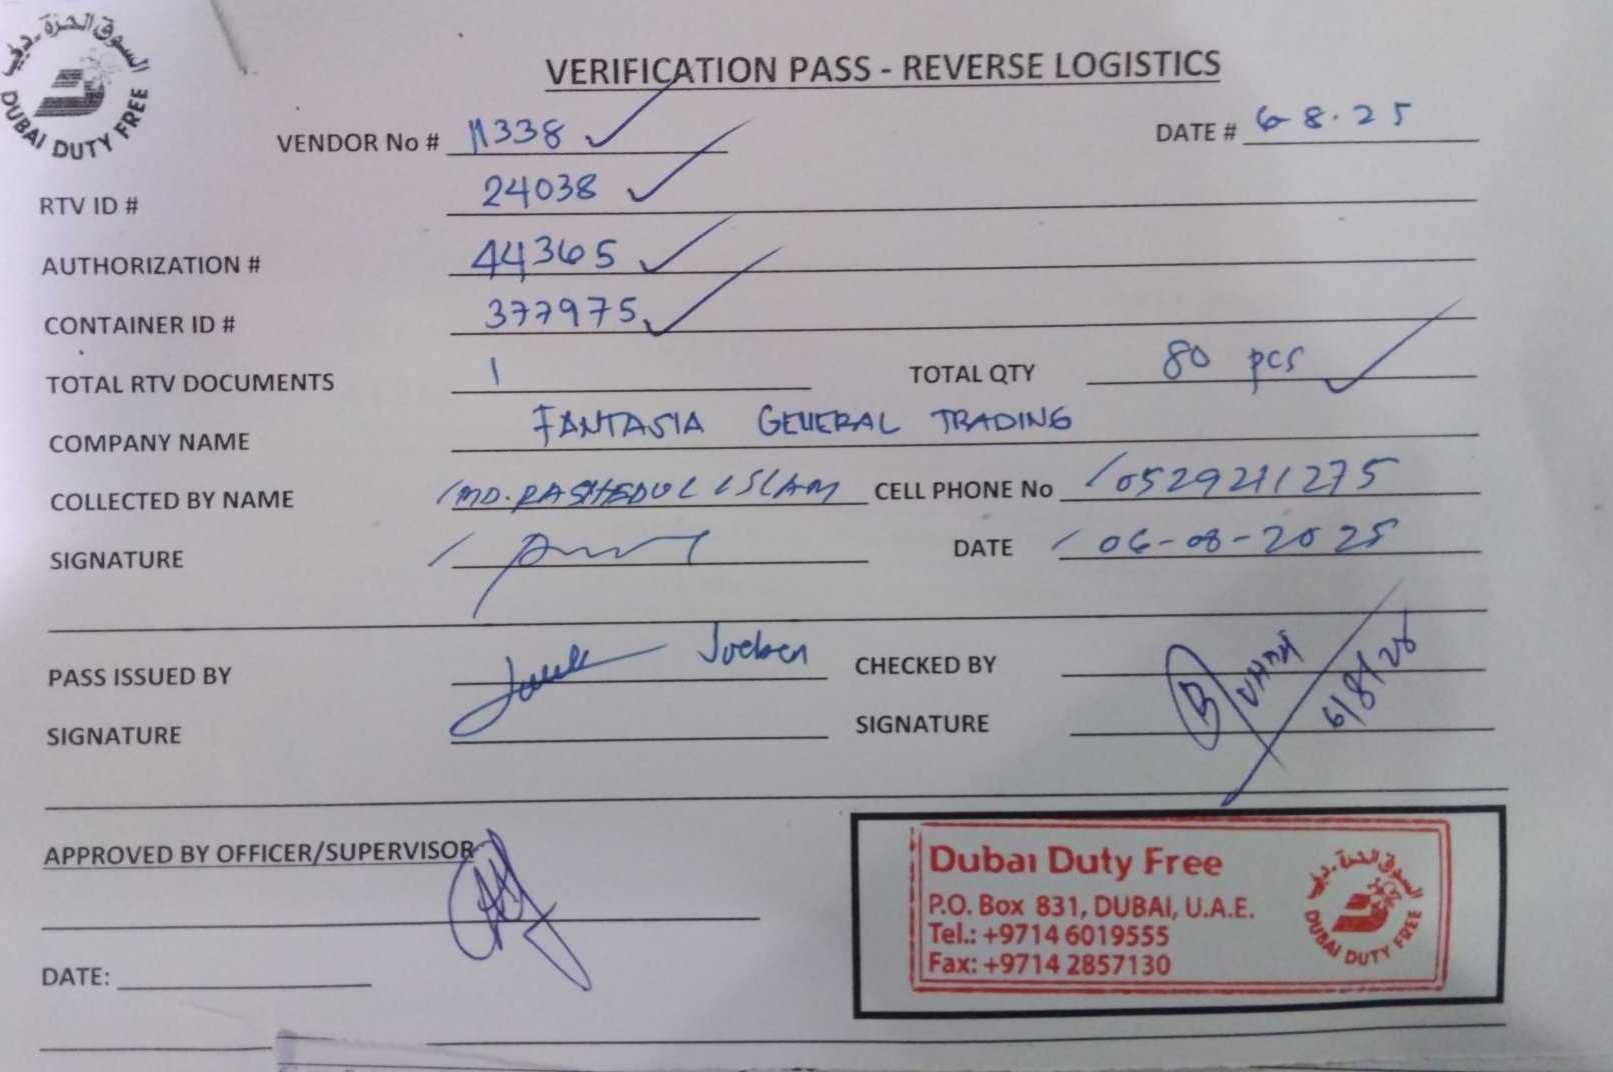 السوق الحرة - دبي
DUBAI DUTY FREE
VERIFICATION PASS - REVERSE LOGISTICS
VENDOR No # 11338 DATE # 6-8-25
RTV ID # 24038
AUTHORIZATION # 44365
CONTAINER ID # 377975
TOTAL RTV DOCUMENTS 1 TOTAL QTY 80 pcs
COMPANY NAME FANTASIA GENERAL TRADING
COLLECTED BY NAME MD. RASHEDUL ISLAM CELL PHONE No 0529211275
SIGNATURE DATE 06-08-2025
PASS ISSUED BY CHECKED BY
SIGNATURE SIGNATURE 6/8/25
APPROVED BY OFFICER/SUPERVISOR
DATE:
Dubai Duty Free
P.O. Box 831, DUBAI, U.A.E.
Tel.: +9714 6019555
Fax: +9714 2857130
السوق الحرة - دبي
DUBAI DUTY FREE